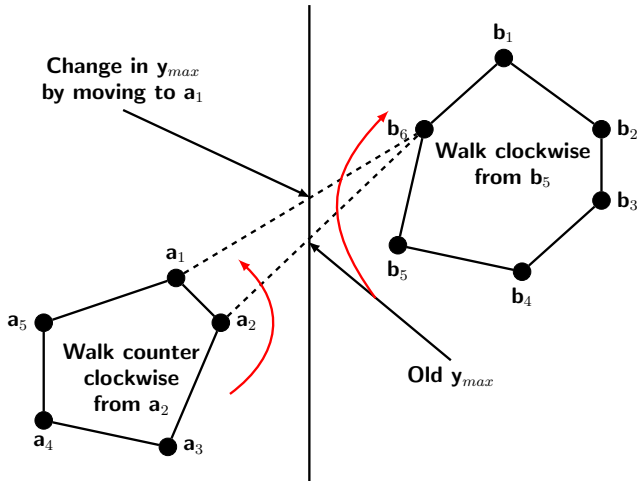 b1
Change in ymax
by moving to a1
b6
b2
Walk clockwise
from b5
b3
b5
a1
b4
a5
a2
Walk counter
clockwise
from a2
Old ymax
a4
a3